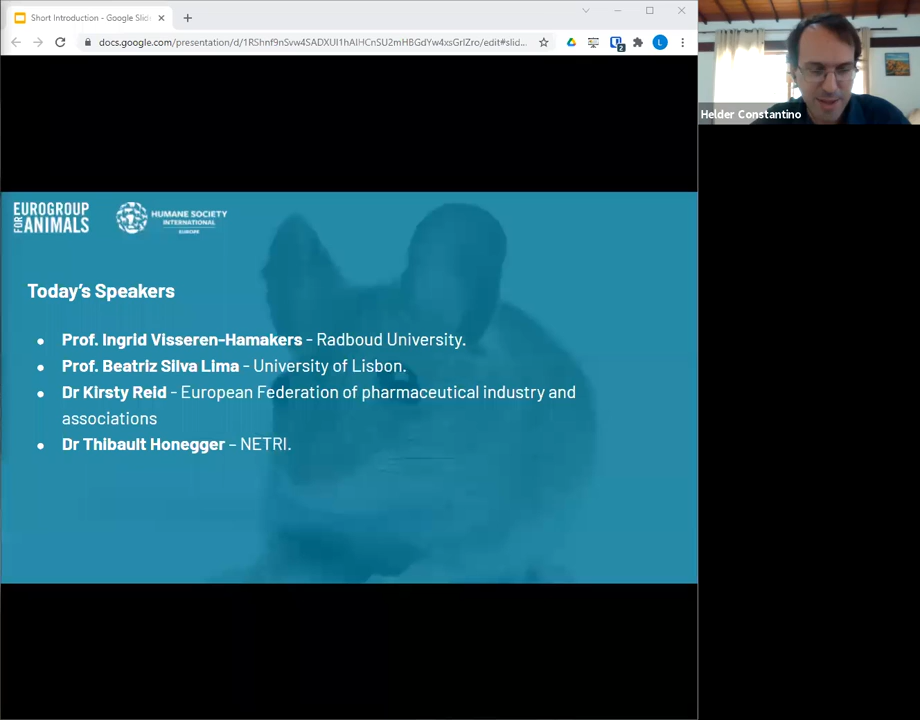 Short Introduction - Google Slid
docs.google.com/presentation/d/1RShnf9nSvw4SADXUI1hAIHCnSU2mHBGdYw4xsGrIZro/edit#slid...
2
L
Helder Constantino
EUROGROUP
FOR ANIMALS
HUMANE SOCIETY
INTERNATIONAL
EUROPE
Today's Speakers
● Prof. Ingrid Visseren-Hamakers - Radboud University.
● Prof. Beatriz Silva Lima - University of Lisbon.
● Dr Kirsty Reid - European Federation of pharmaceutical industry and
associations
● Dr Thibault Honegger – NETRI.